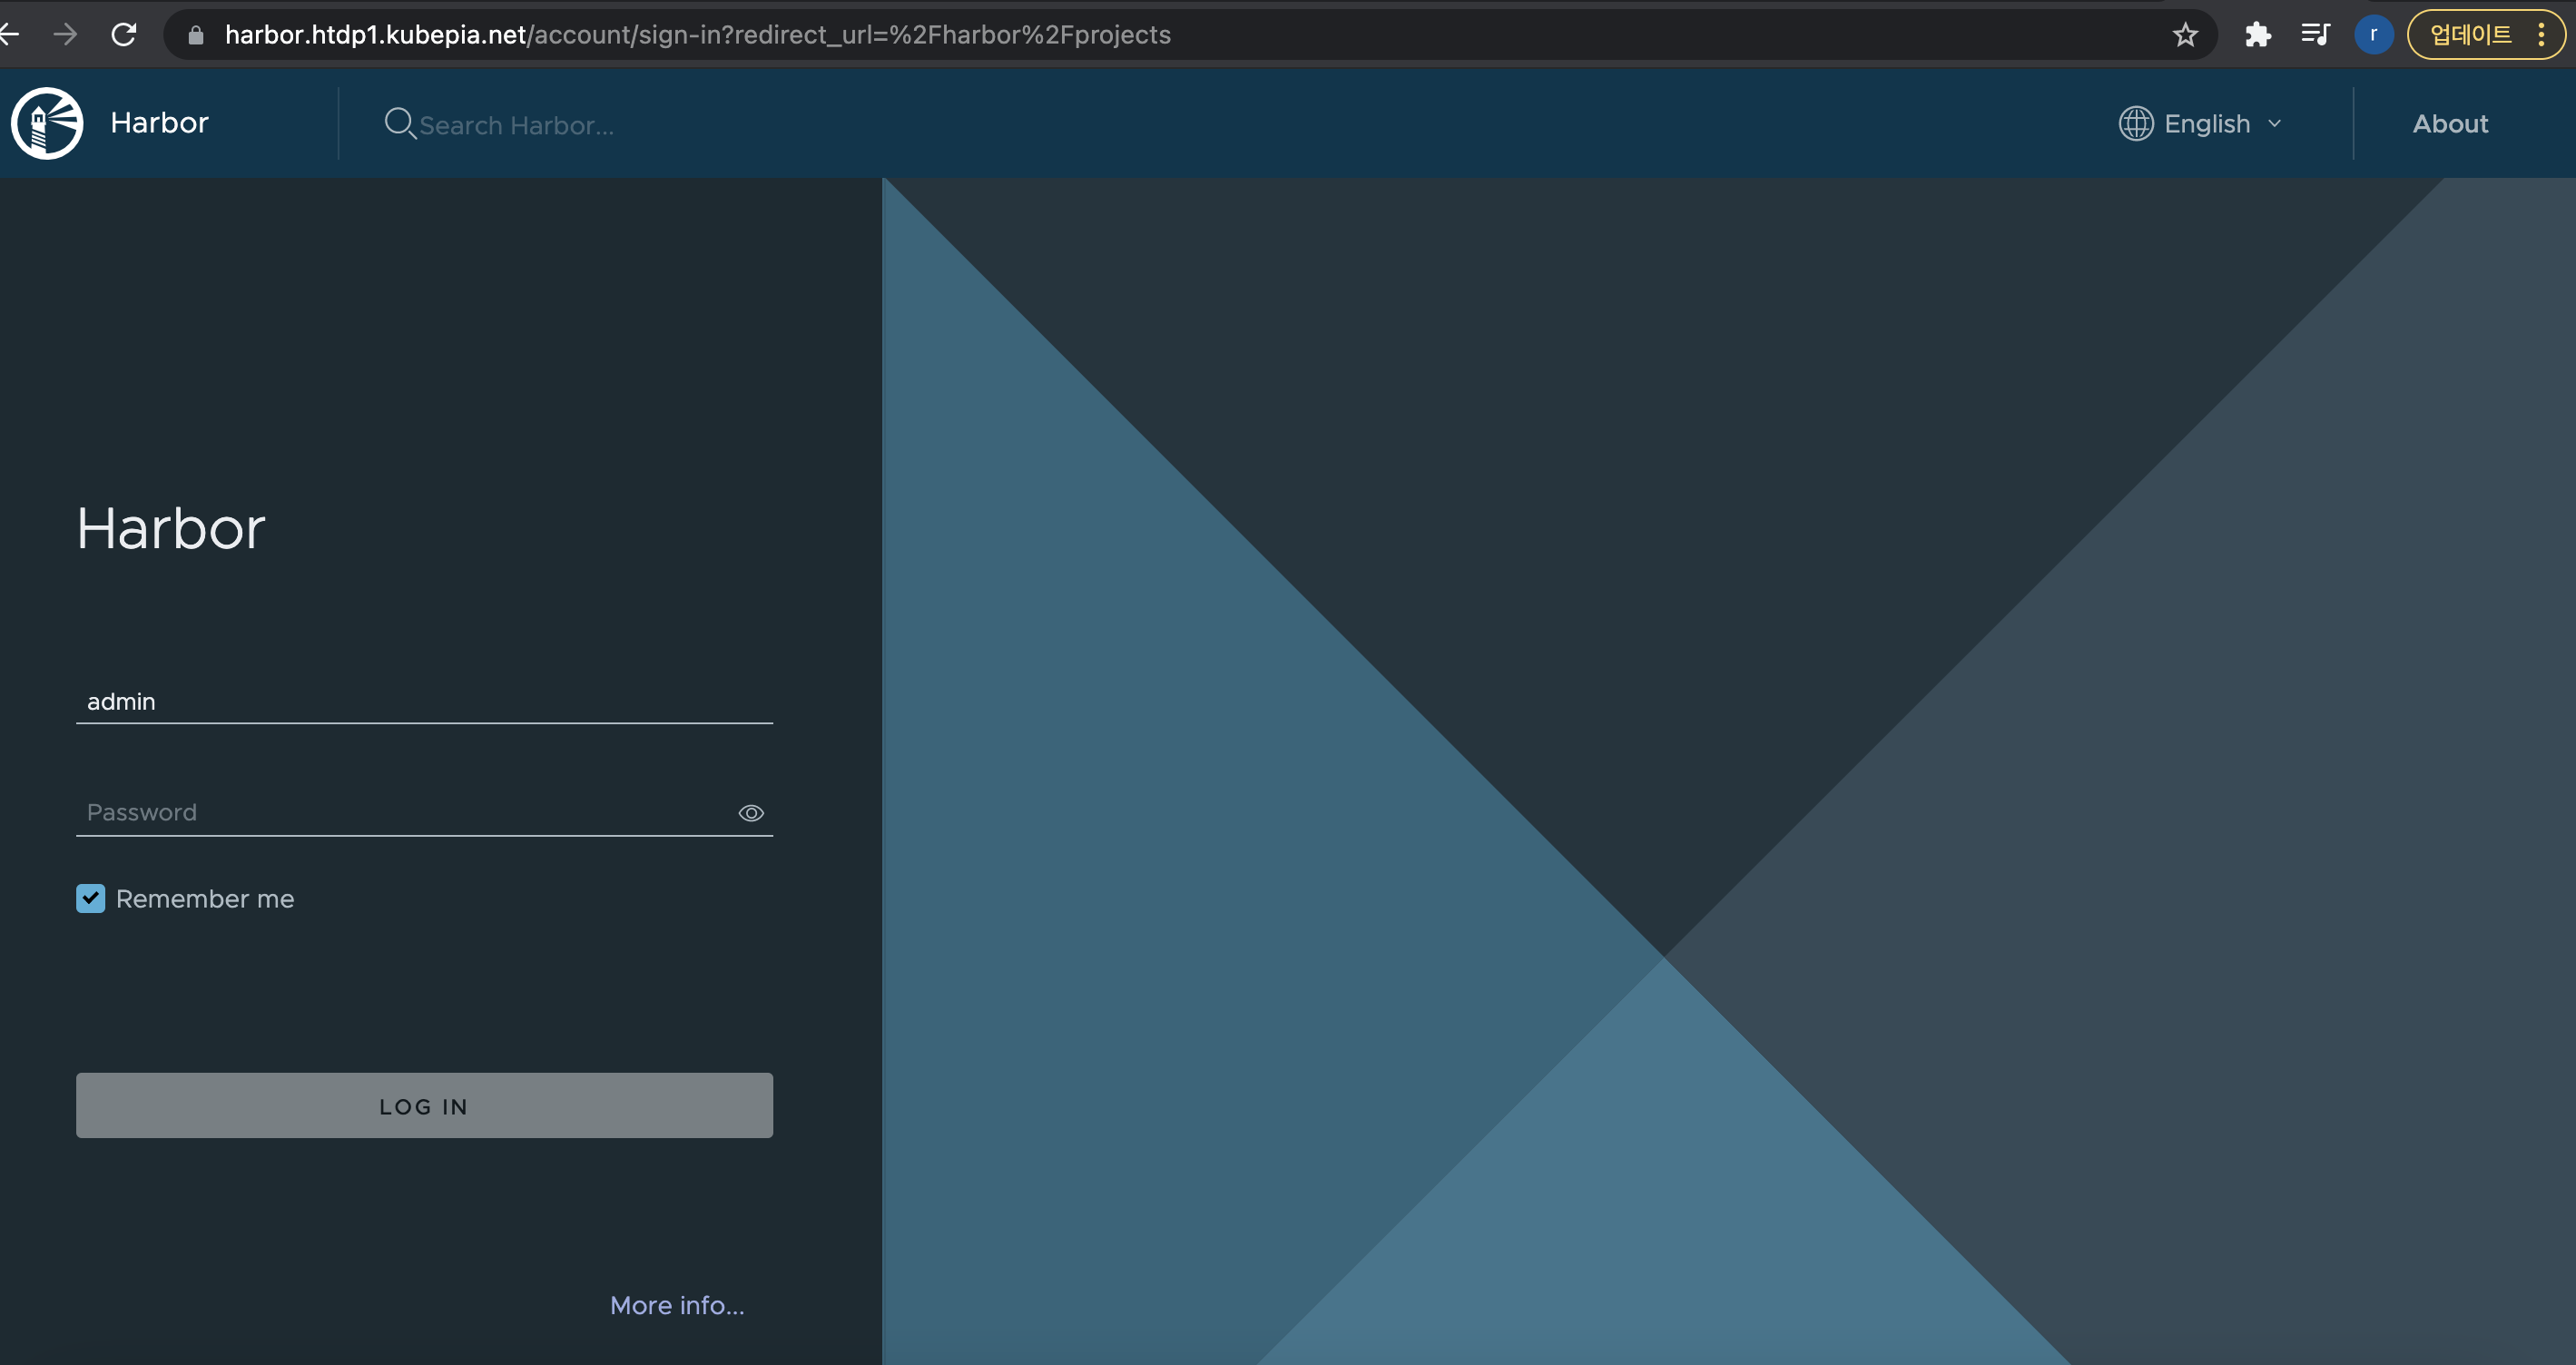 harbor.htdp1.kubepia.net/account/sign-in?redirect_url=%2Fharbor%2Fprojects
r
업데이트
Harbor
Search Harbor...
English
About
Harbor
admin
Password
Remember me
LOG IN
More info...